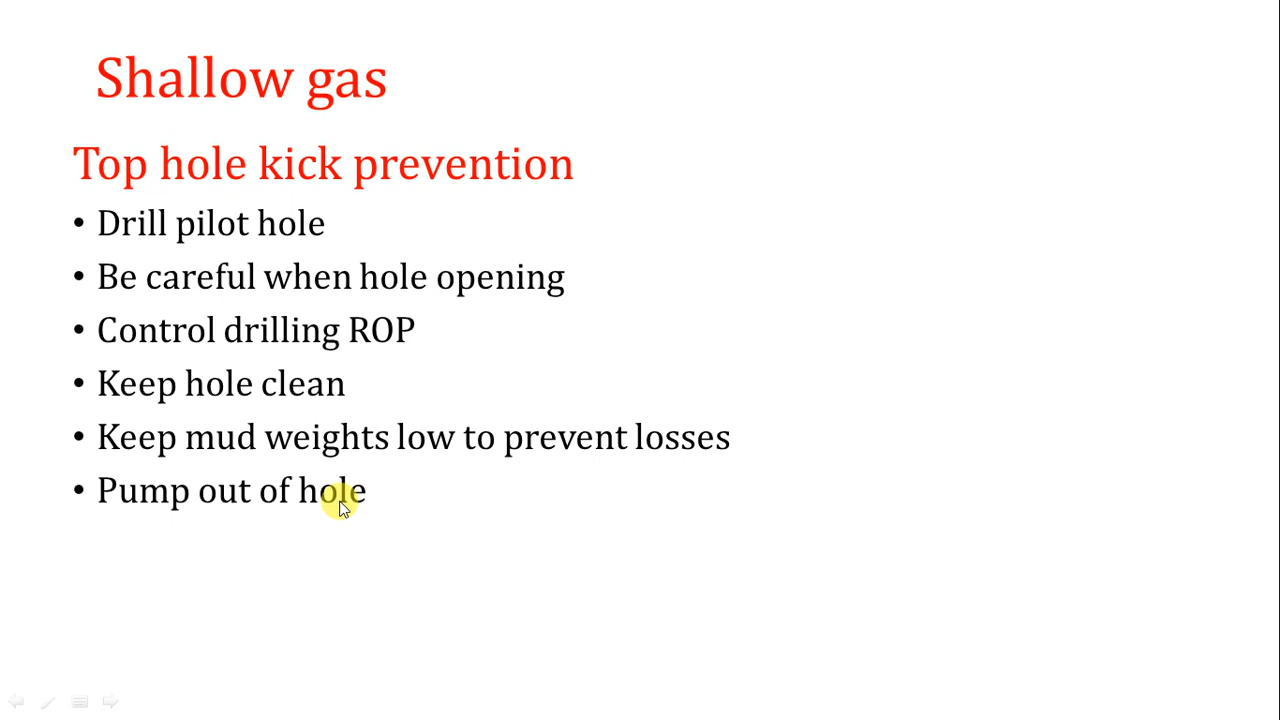 Shallow gas
Top hole kick prevention
• Drill pilot hole
• Be careful when hole opening
• Control drilling ROP
• Keep hole clean
• Keep mud weights low to prevent losses
• Pump out of hole